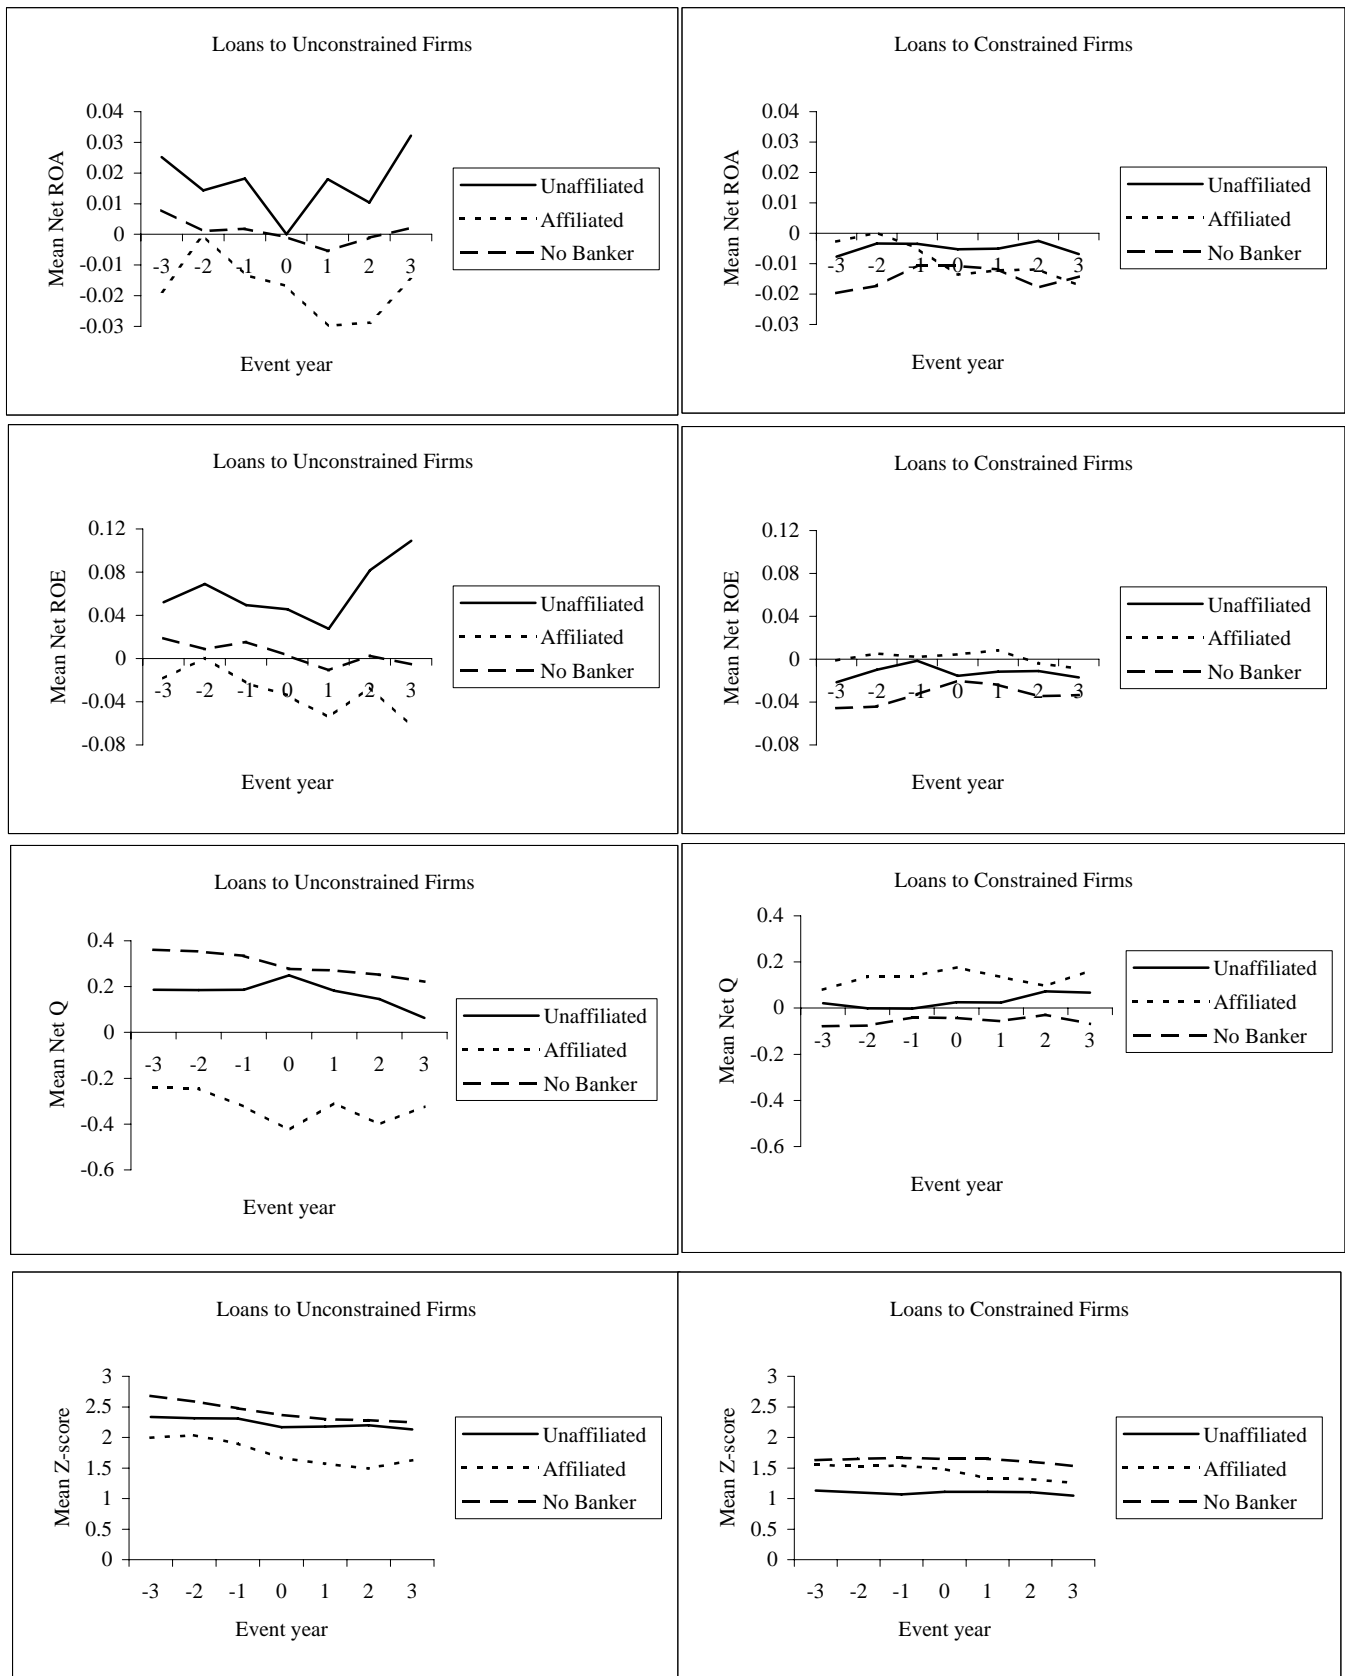 Loans to Unconstrained Firms
0.04
0.03
0.02
0.01
0
-0.01
-0.02
-0.03
-3 -2 -1 0 1 2 3
Mean Net ROA
Event year
Unaffiliated
Affiliated
No Banker
Loans to Constrained Firms
0.04
0.03
0.02
0.01
0
-0.01
-0.02
-0.03
-3 -2 -1 0 1 2 3
Mean Net ROA
Event year
Unaffiliated
Affiliated
No Banker
Loans to Unconstrained Firms
0.12
0.08
0.04
0
-0.04
-0.08
-3 -2 -1 0 1 2 3
Mean Net ROE
Event year
Unaffiliated
Affiliated
No Banker
Loans to Constrained Firms
0.12
0.08
0.04
0
-0.04
-0.08
-3 -2 -1 0 1 2 3
Mean Net ROE
Event year
Unaffiliated
Affiliated
No Banker
Loans to Unconstrained Firms
0.4
0.2
0
-0.2
-0.4
-0.6
-3 -2 -1 0 1 2 3
Mean Net Q
Event year
Unaffiliated
Affiliated
No Banker
Loans to Constrained Firms
0.4
0.2
0
-0.2
-0.4
-0.6
-3 -2 -1 0 1 2 3
Mean Net Q
Event year
Unaffiliated
Affiliated
No Banker
Loans to Unconstrained Firms
3
2.5
2
1.5
1
0.5
0
-3 -2 -1 0 1 2 3
Mean Z-score
Event year
Unaffiliated
Affiliated
No Banker
Loans to Constrained Firms
3
2.5
2
1.5
1
0.5
0
-3 -2 -1 0 1 2 3
Mean Z-score
Event year
Unaffiliated
Affiliated
No Banker